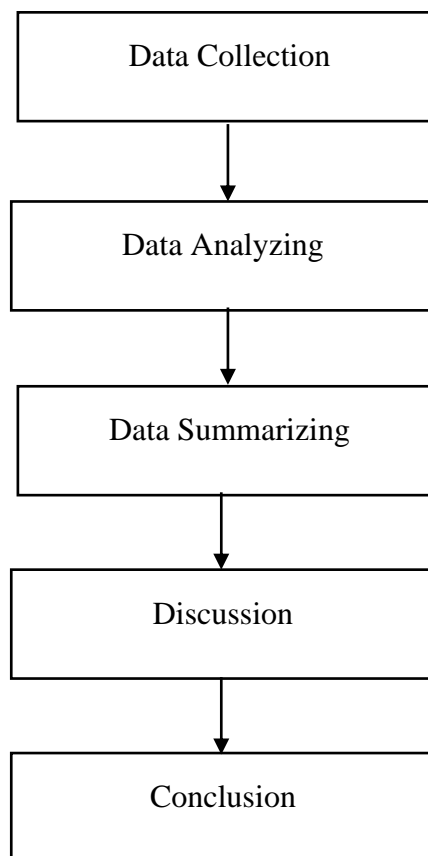 Data Collection
Data Analyzing
Data Summarizing
Discussion
Conclusion